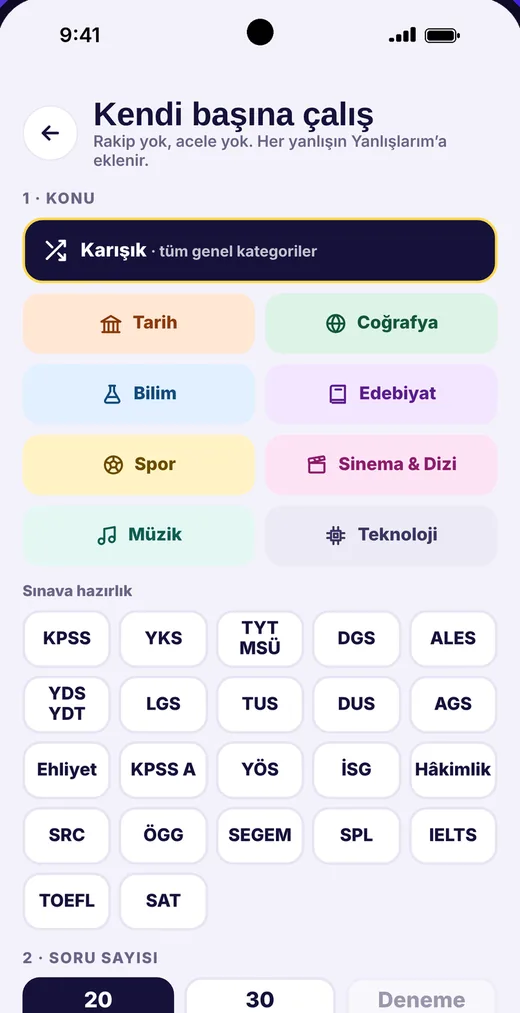 9:41
Kendi başına çalış
Rakip yok, acele yok. Her yanlışın Yanlışlarım’a
eklenir.
1 · KONU
Karışık · tüm genel kategoriler
Tarih
Coğrafya
Bilim
Edebiyat
Spor
Sinema & Dizi
Müzik
Teknoloji
Sınava hazırlık
KPSS
YKS
TYT
MSÜ
DGS
ALES
YDS
YDT
LGS
TUS
DUS
AGS
Ehliyet
KPSS A
YÖS
İSG
Hâkimlik
SRC
ÖGG
SEGEM
SPL
IELTS
TOEFL
SAT
2 · SORU SAYISI
20
30
Deneme